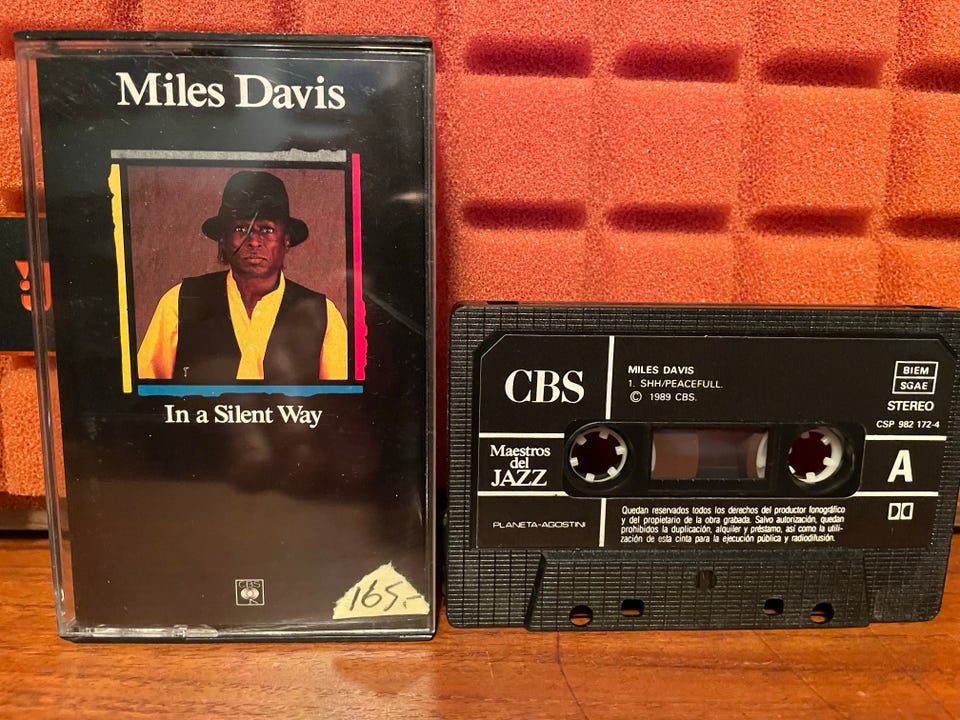 Miles Davis
In a Silent Way
CBS
165,-
CBS
MILES DAVIS
1. SHH/PEACEFULL.
© 1989 CBS.
BIEM
SGAE
STEREO
CSP 982 172-4
Maestros
del
JAZZ
A
PLANETA-AGOSTINI
Quedan reservados todos los derechos del productor fonográfico
y del propietario de la obra grabada. Salvo autorización, quedan
prohibidos la duplicación, alquiler y préstamo, así como la utili-
zación de esta cinta para la ejecución pública y radiodifusión.